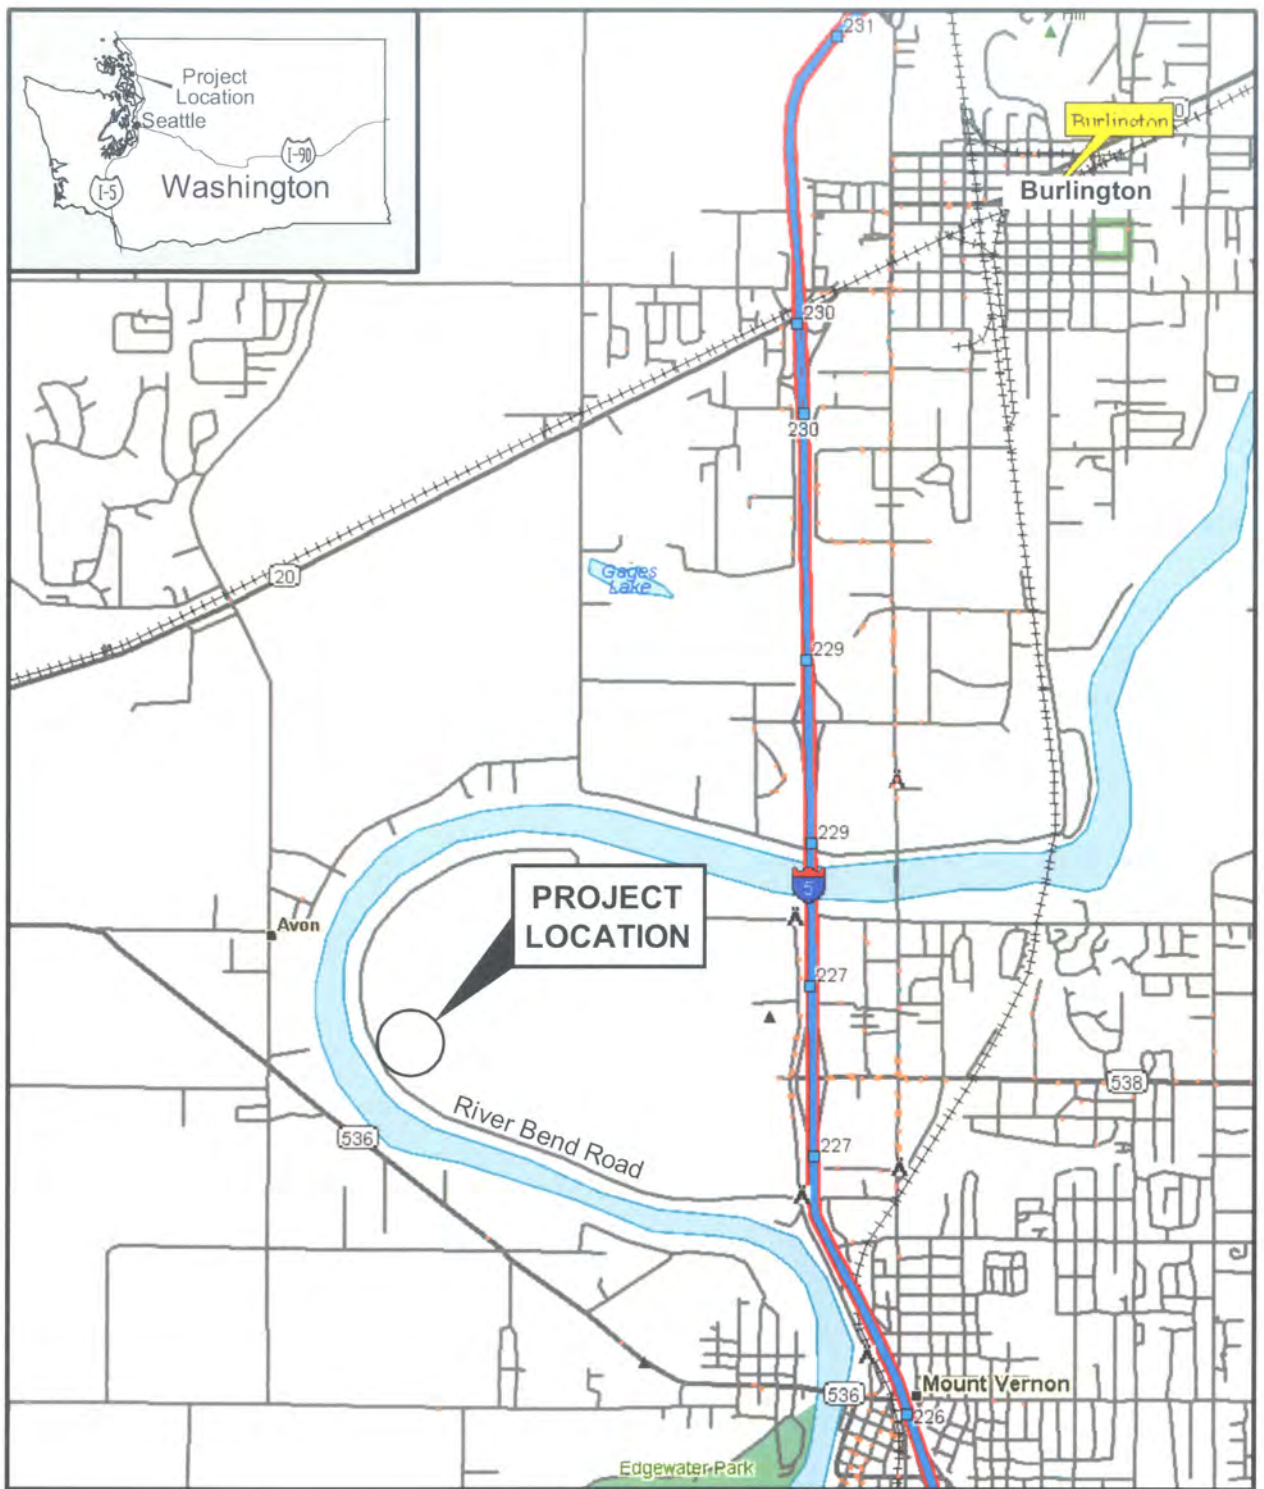 Project
Location
Seattle
I-90
I-5
Washington
231
Hill
Burlington
Burlington
230
230
20
Gages
Lake
229
229
5
PROJECT
LOCATION
Avon
227
538
River Bend Road
536
227
536
Mount Vernon
226
Edgewater Park